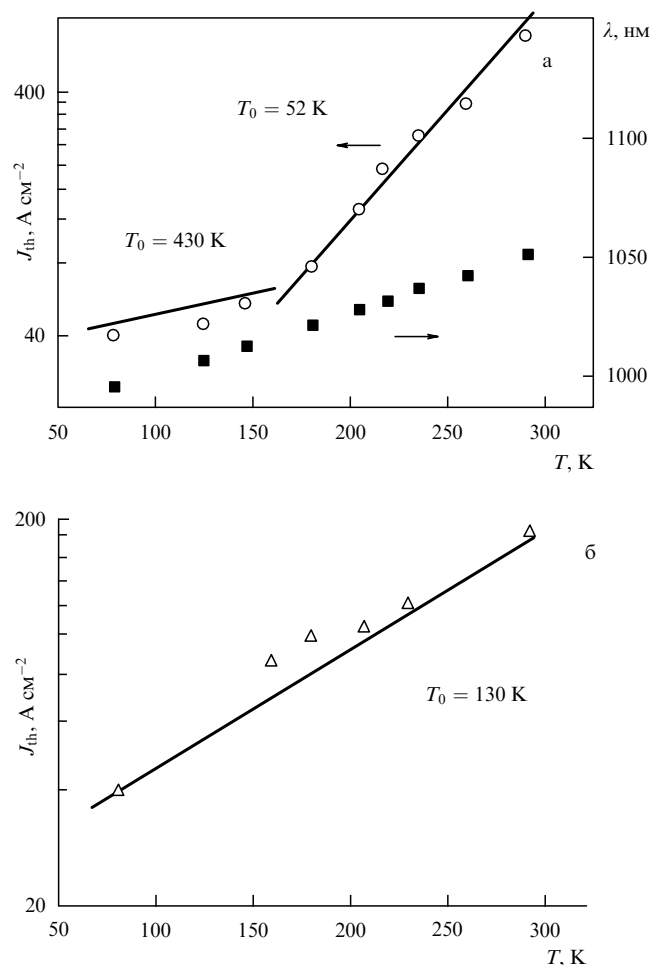 λ, нм
а
400
T₀ = 52 K
1100
J_th, А см⁻²
T₀ = 430 K
1050
40
1000
50 100 150 200 250 300
T, K
200
б
J_th, А см⁻²
T₀ = 130 K
20
50 100 150 200 250 300
T, K